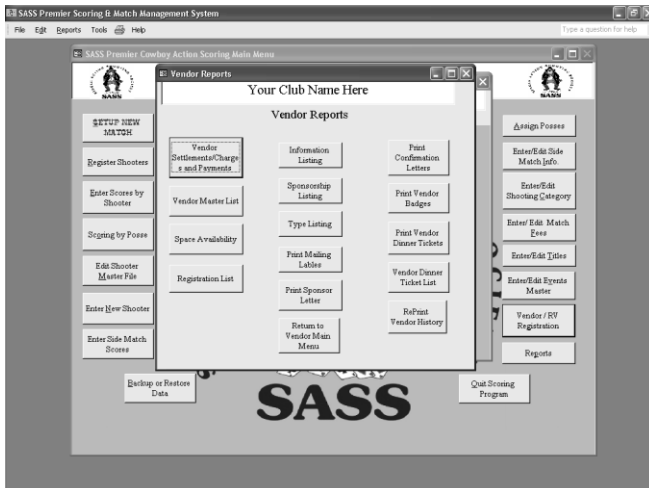 SASS Premier Scoring & Match Management System
File Edit Reports Tools Help
Type a question for help
SASS Premier Cowboy Action Scoring Main Menu
SASS
SASS
SETUP NEW
MATCH
Register Shooters
Enter Scores by
Shooter
Scoring by Posse
Edit Shooter
Master File
Enter New Shooter
Enter Side Match
Scores
Backup or Restore
Data
Vendor Reports
Your Club Name Here
Vendor Reports
Vendor
Settlements/Charge
s and Payments
Vendor Master List
Space Availability
Registration List
Information
Listing
Sponsorship
Listing
Type Listing
Print Mailing
Lables
Print Sponsor
Letter
Return to
Vendor Main
Menu
Print
Confirmation
Letters
Print Vendor
Badges
Print Vendor
Dinner Tickets
Vendor Dinner
Ticket List
RePrint
Vendor History
Assign Posses
Enter/Edit Side
Match Info.
Enter/Edit
Shooting Category
Enter/ Edit Match
Fees
Enter/Edit Titles
Enter/Edit Events
Master
Vendor / RV
Registration
Reports
Quit Scoring
Program
SASS